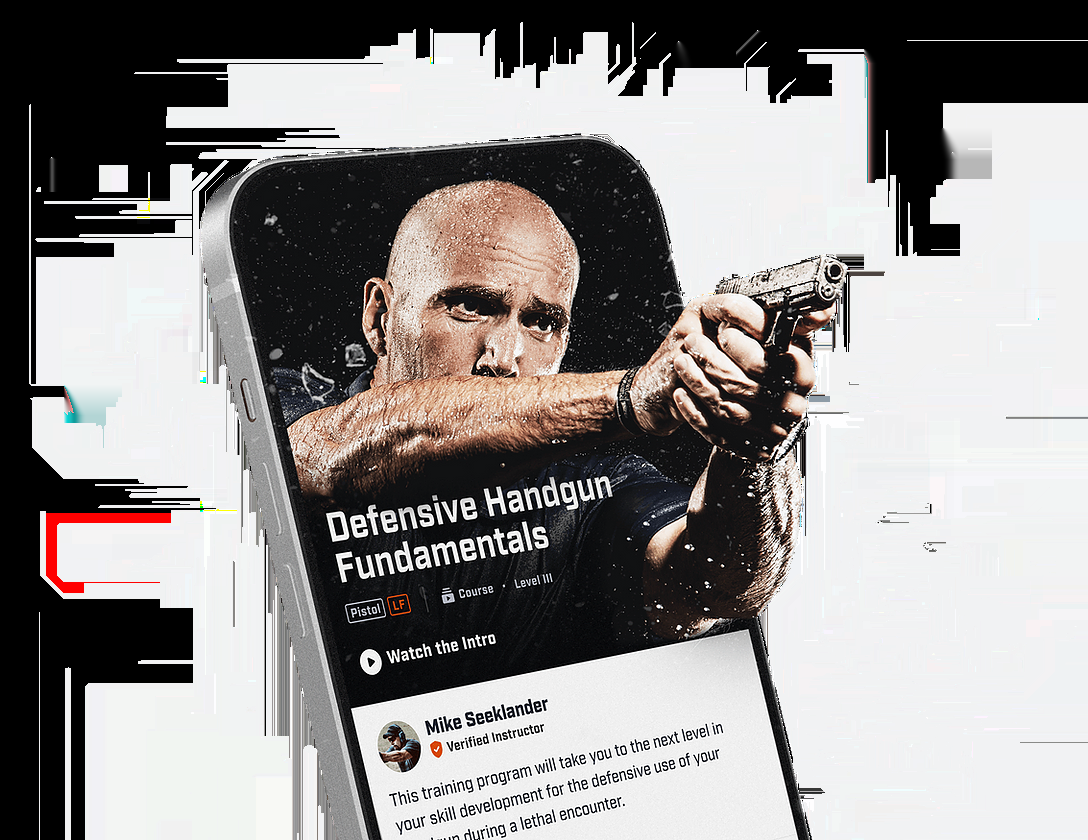 Defensive Handgun
Fundamentals
Pistol LF Course · Level III
Watch the Intro
Mike Seeklander
Verified Instructor
This training program will take you to the next level in
your skill development for the defensive use of your
during a lethal encounter.